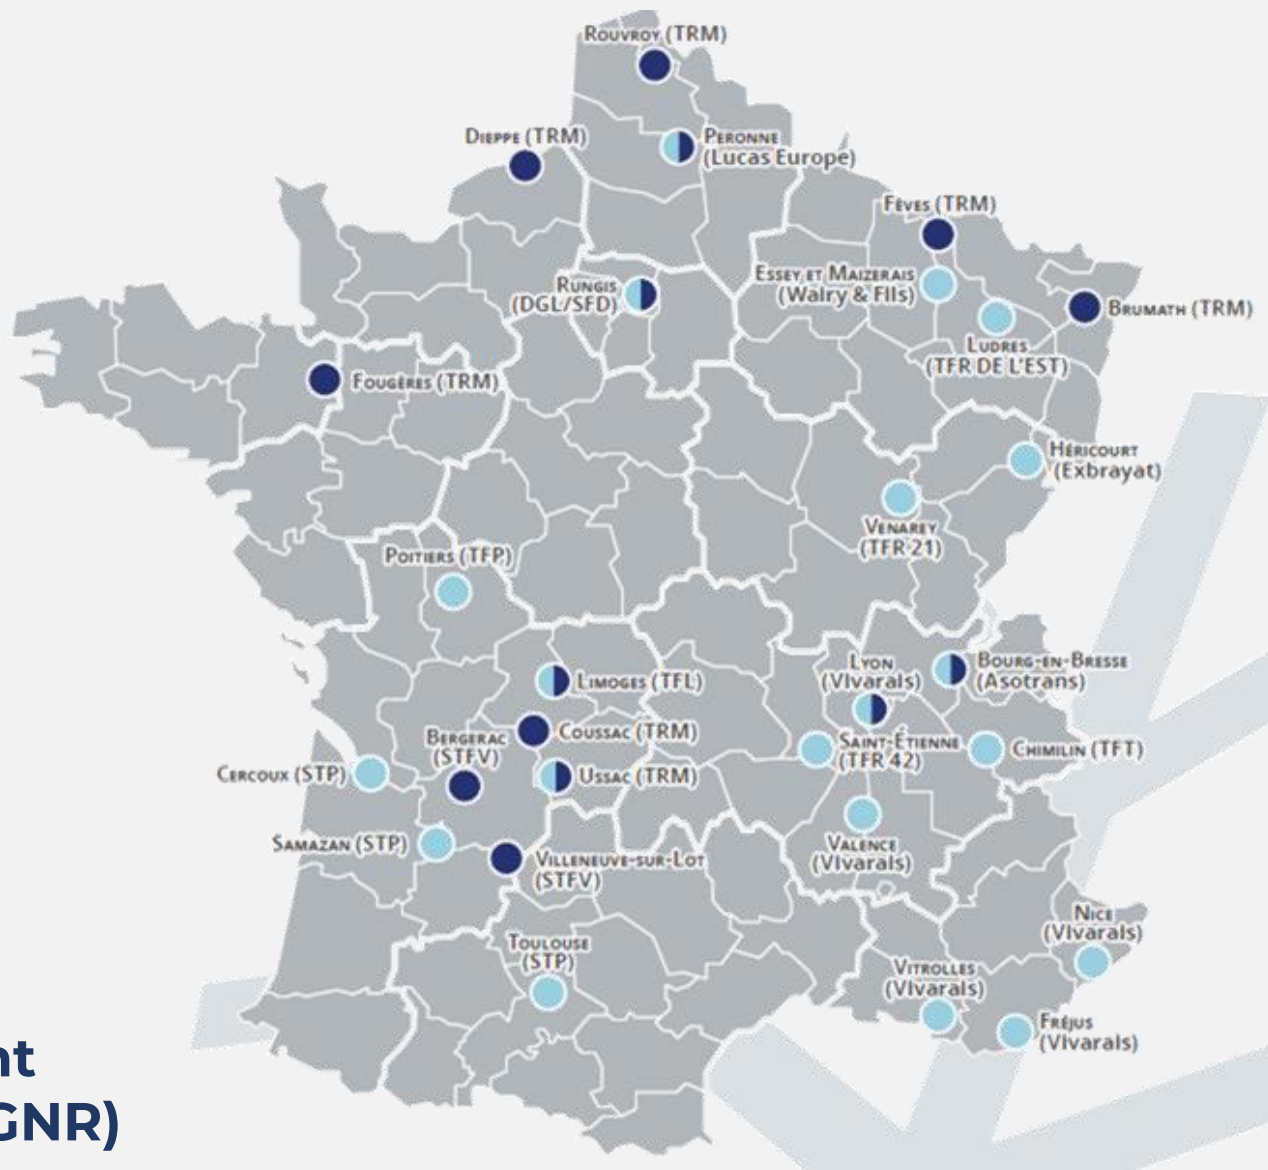 Rouvroy (TRM)
Dieppe (TRM)
Peronne
(Lucas Europe)
Fèves (TRM)
Essey et Maizerais
(Walry & Fils)
Rungis
(DGL/SFD)
Brumath (TRM)
Ludres
(TFR DE L'EST)
Fougères (TRM)
Héricourt
(Exbrayat)
Venarey
(TFR 21)
Poitiers (TFP)
Lyon
(Vivarais)
Bourg-en-Bresse
(Asotrans)
Limoges (TFL)
Coussac (TRM)
Bergerac
(STFV)
Saint-Étienne
(TFR 42)
Chimilin (TFT)
Cercoux (STP)
Ussac (TRM)
Samazan (STP)
Valence
(Vivarais)
Villeneuve-sur-Lot
(STFV)
Nice
(Vivarais)
Toulouse
(STP)
Vitrolles
(Vivarais)
Fréjus
(Vivarais)
nt
GNR)